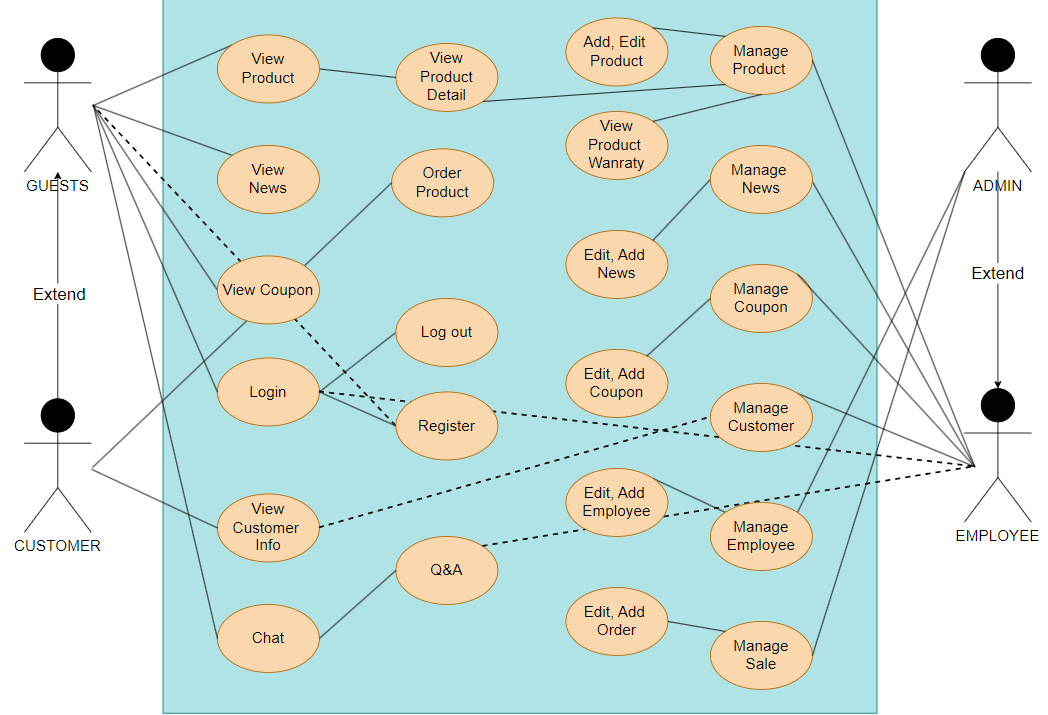 View
Product
View
Product
Detail
Add, Edit
Product
Manage
Product
View
Product
Wanraty
GUESTS
View
News
Order
Product
Manage
News
ADMIN
Edit, Add
News
Extend
View Coupon
Manage
Coupon
Extend
Log out
Login
Edit, Add
Coupon
Register
Manage
Customer
CUSTOMER
View
Customer
Info
Edit, Add
Employee
Manage
Employee
EMPLOYEE
Q&A
Chat
Edit, Add
Order
Manage
Sale